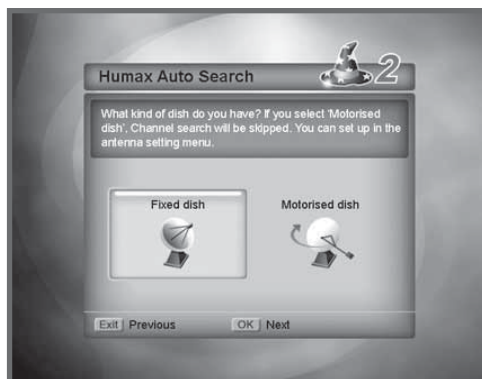 2
Humax Auto Search
What kind of dish do you have? If you select 'Motorised
dish', Channel search will be skipped. You can set up in the
antenna setting menu.
Fixed dish
Motorised dish
Exit Previous
OK Next